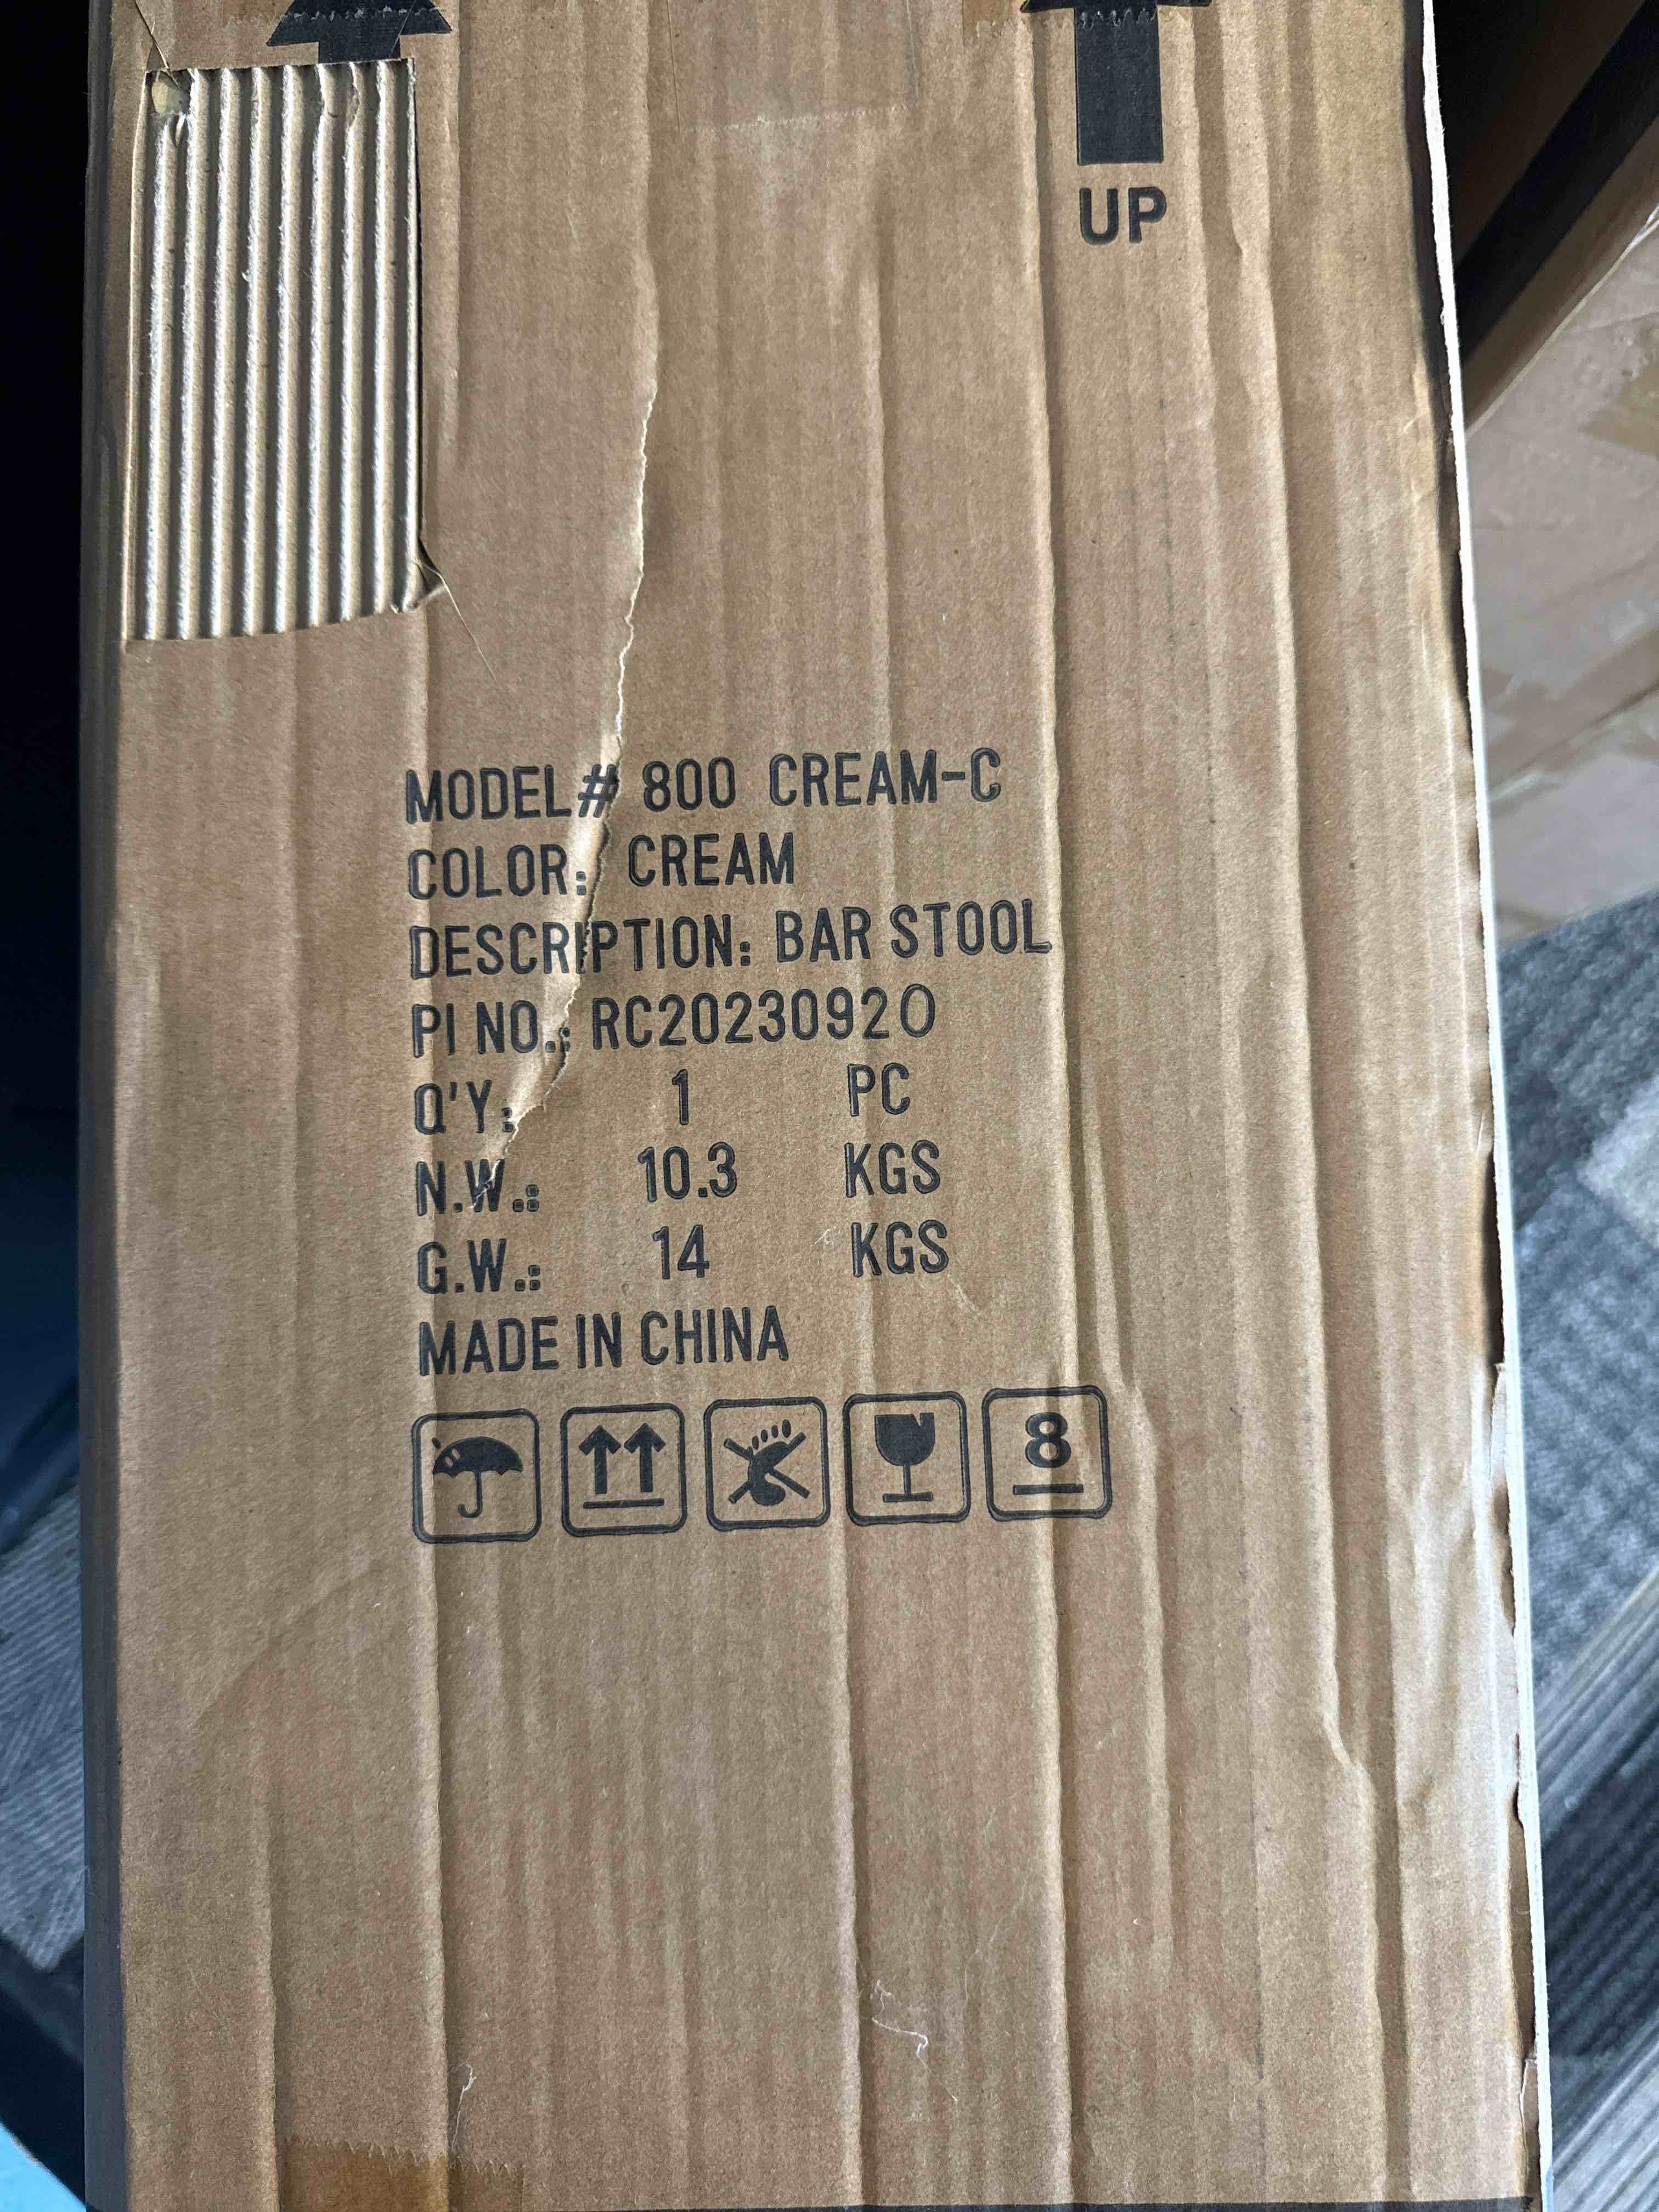 UP
MODEL# 800 CREAM-C
COLOR: CREAM
DESCRIPTION: BAR STOOL
PI NO.: RC20230920
Q'Y: 1 PC
N.W.: 10.3 KGS
G.W.: 14 KGS
MADE IN CHINA
8